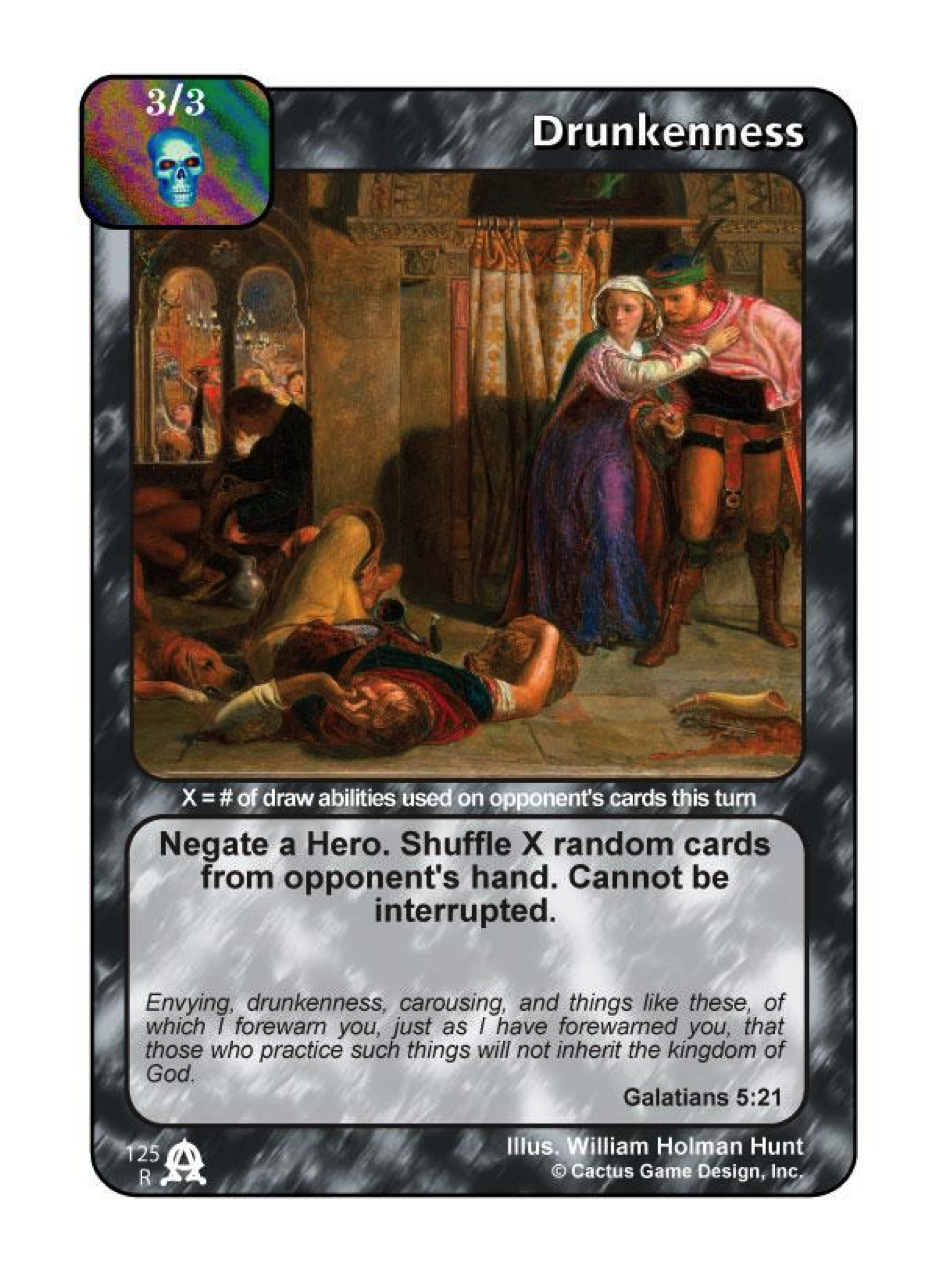 3/3
Drunkenness
X = # of draw abilities used on opponent's cards this turn
Negate a Hero. Shuffle X random cards
from opponent's hand. Cannot be
interrupted.
Envying, drunkenness, carousing, and things like these, of
which I forewarn you, just as I have forewarned you, that
those who practice such things will not inherit the kingdom of
God.
Galatians 5:21
125
R
Illus. William Holman Hunt
© Cactus Game Design, Inc.